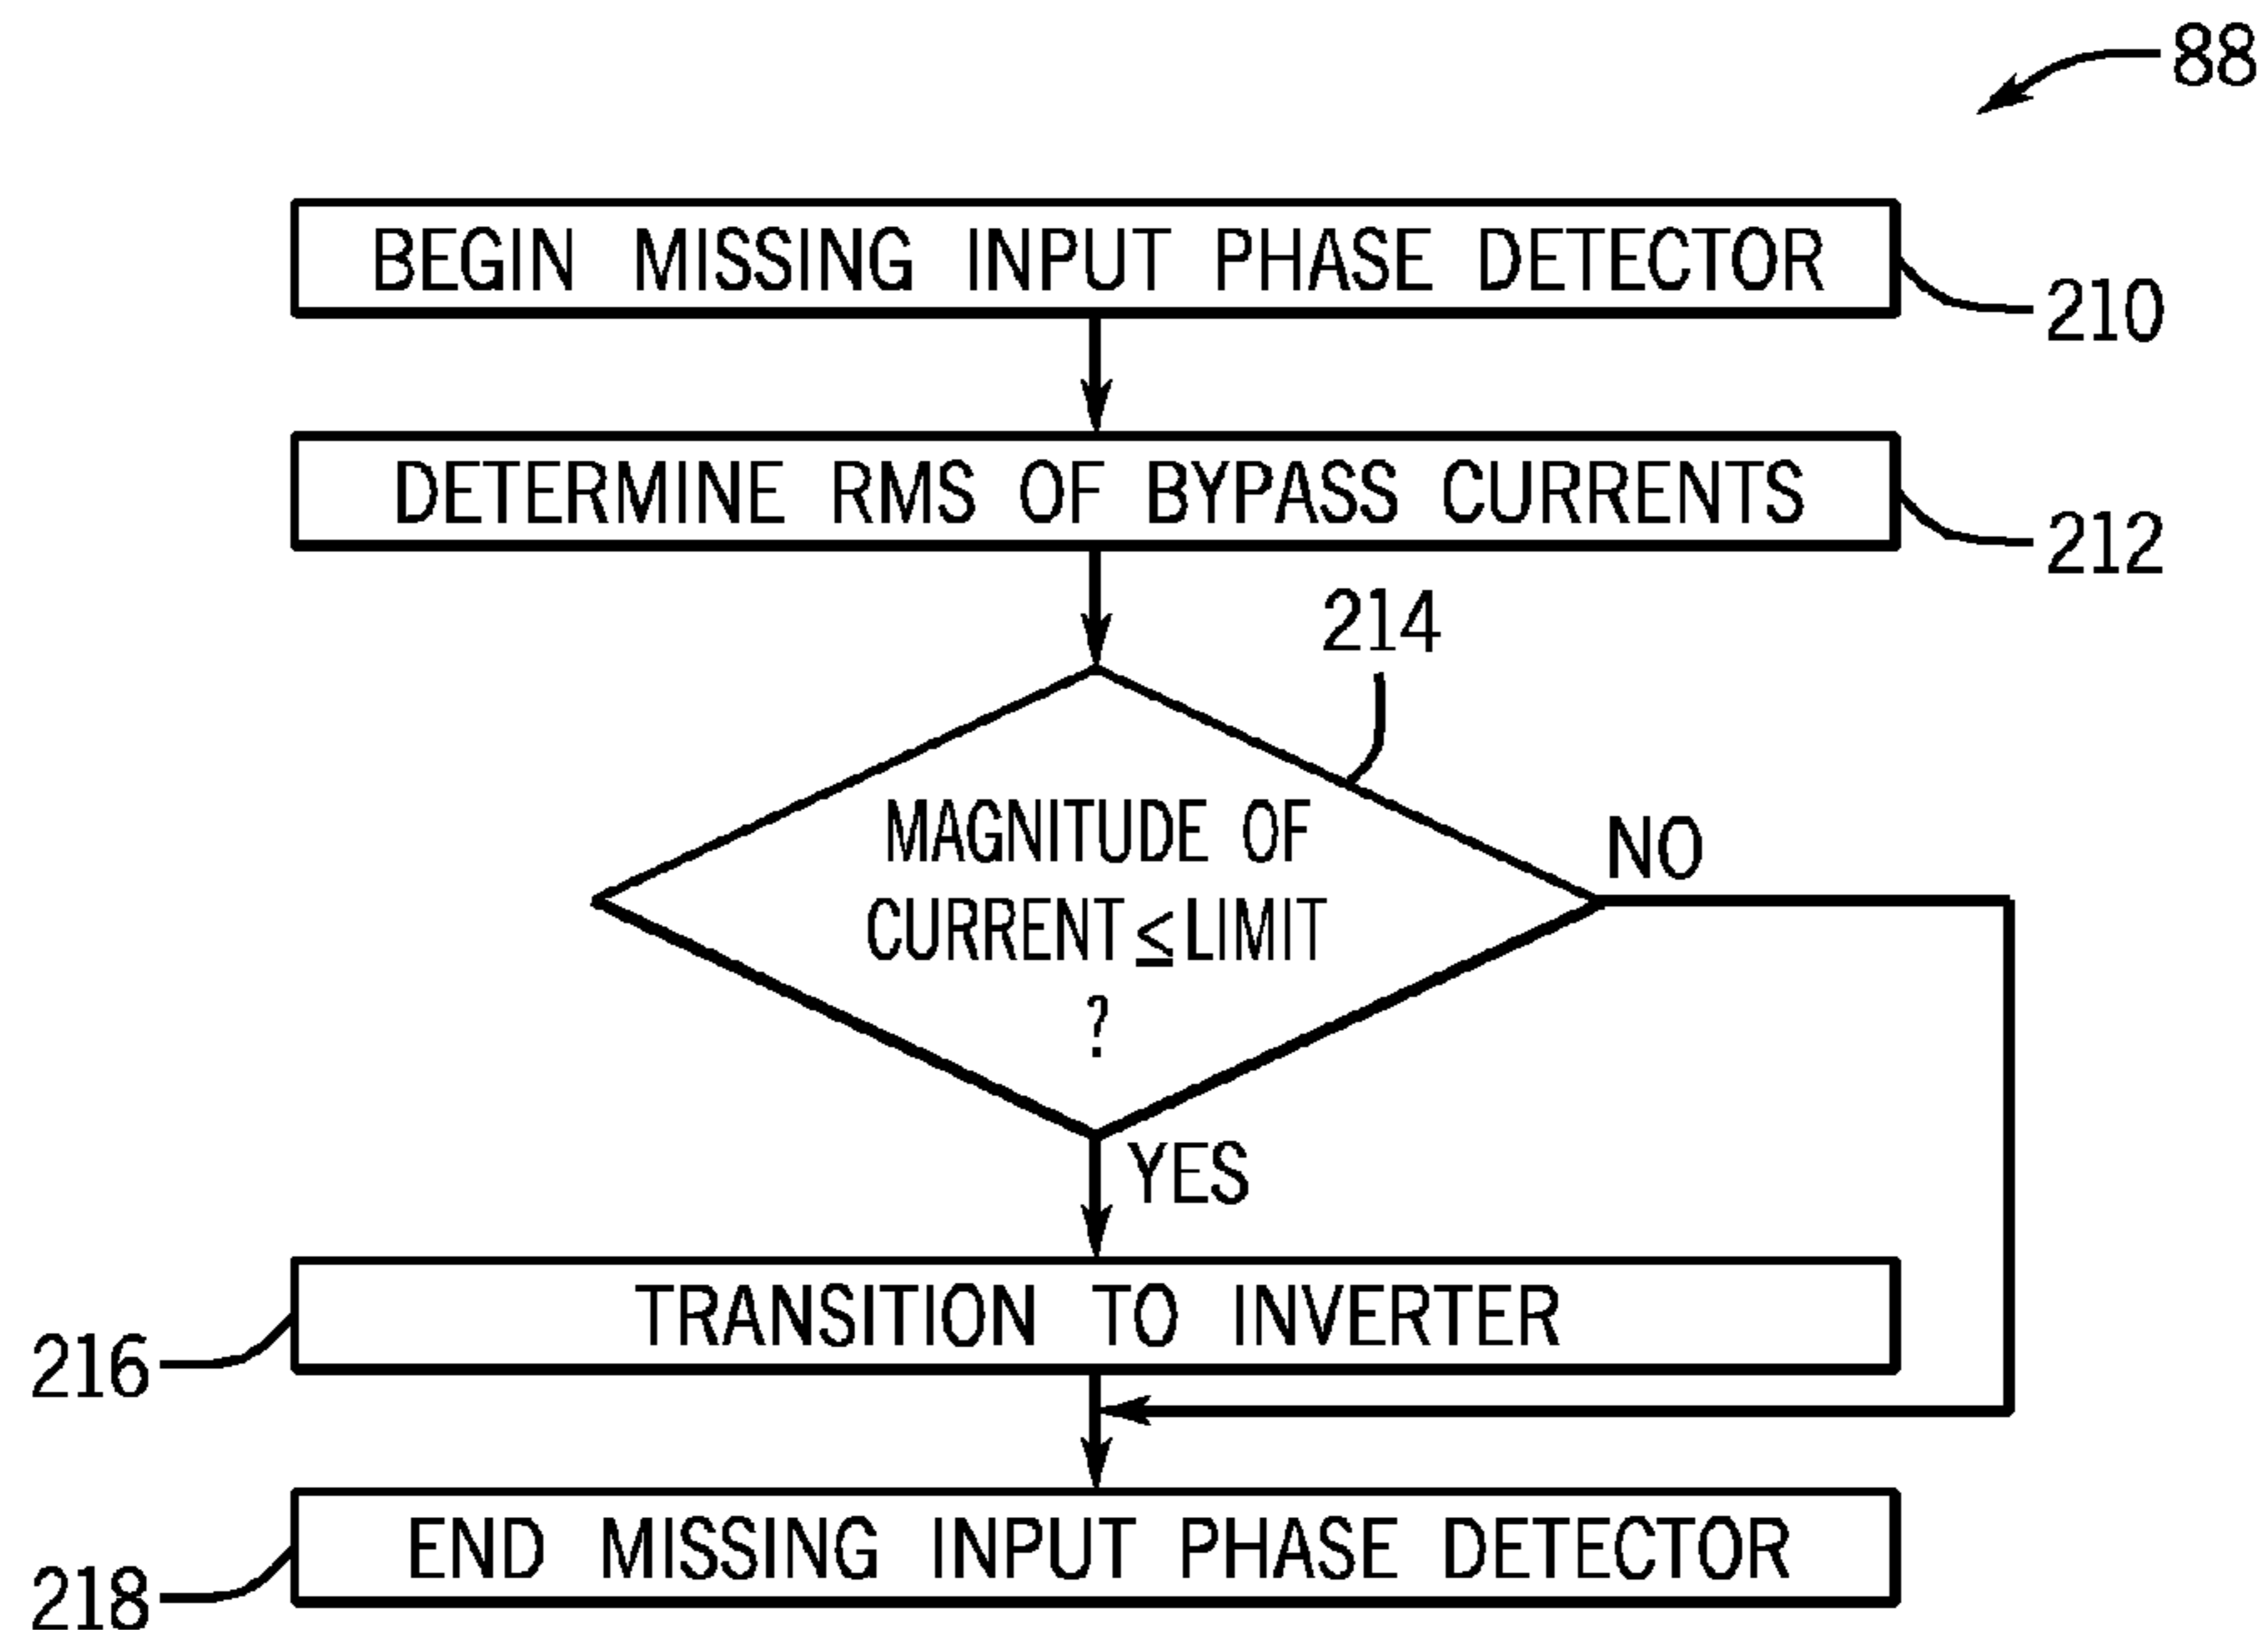 88
BEGIN MISSING INPUT PHASE DETECTOR
210
DETERMINE RMS OF BYPASS CURRENTS
212
214
MAGNITUDE OF
CURRENT ≤ LIMIT
?
NO
YES
TRANSITION TO INVERTER
216
END MISSING INPUT PHASE DETECTOR
218